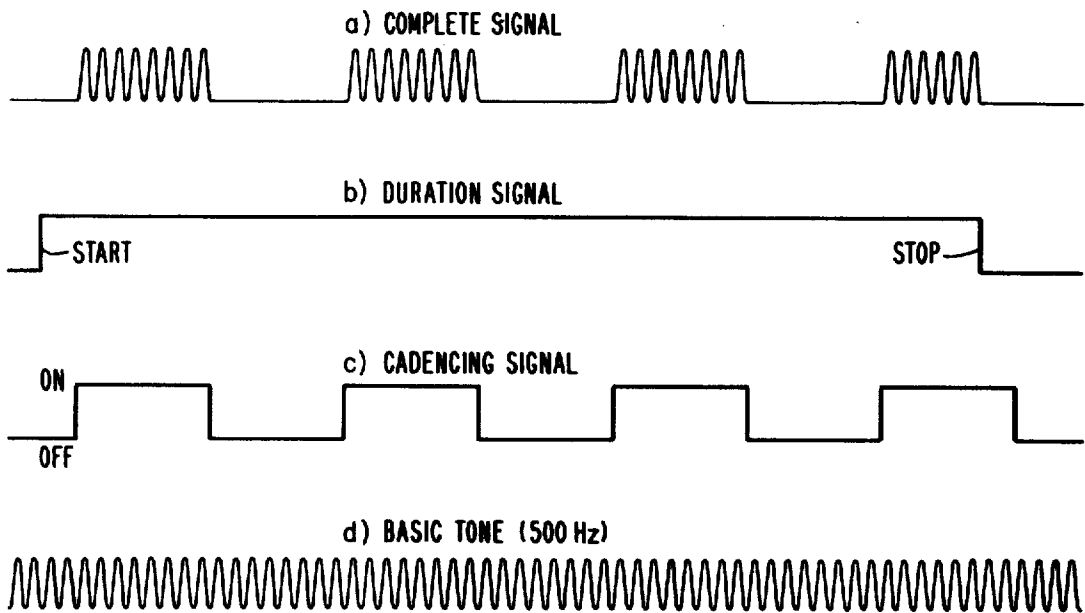 a) COMPLETE SIGNAL
b) DURATION SIGNAL
START
STOP
c) CADENCING SIGNAL
ON
OFF
d) BASIC TONE (500 Hz)